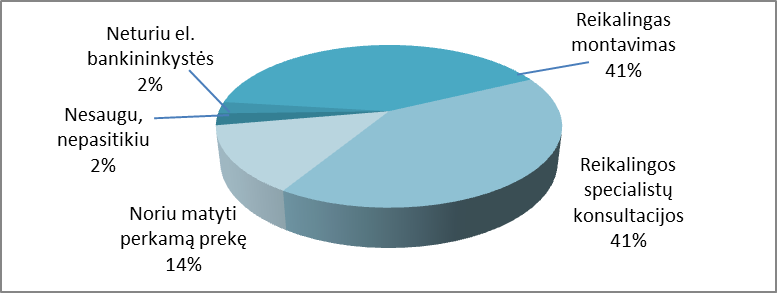 Neturiu el.
bankininkystės
2%
Nesaugu,
nepasitikiu
2%
Noriu matyti
perkamą prekę
14%
Reikalingas
montavimas
41%
Reikalingos
specialistų
konsultacijos
41%